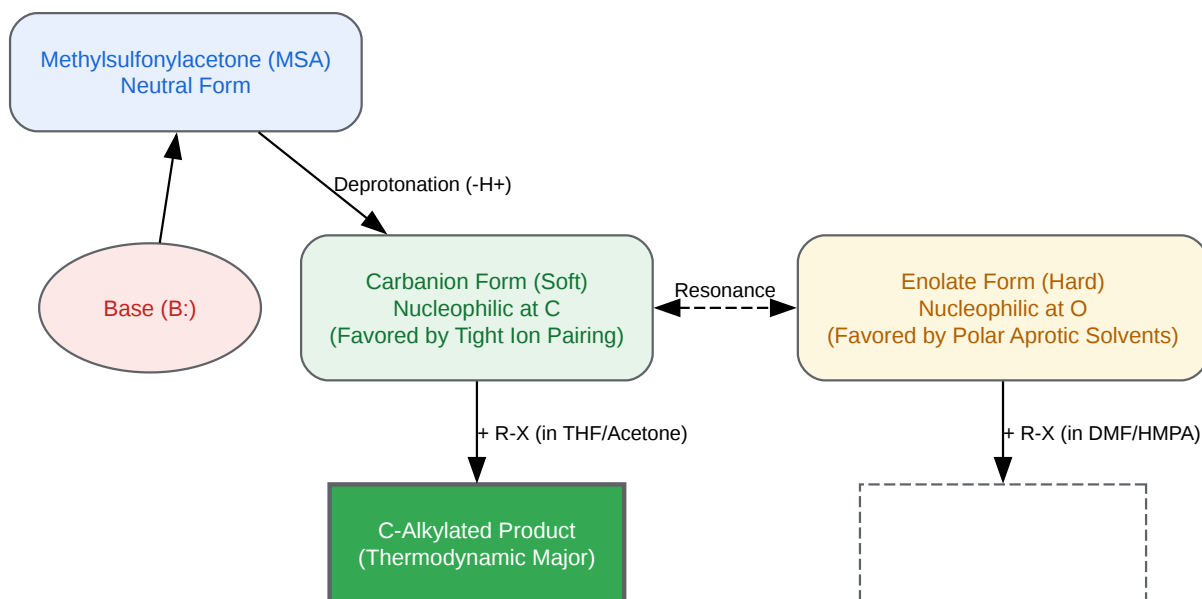 Methylsulfonylacetone (MSA)
Neutral Form
Deprotonation (-H+)
Base (B:)
Carbanion Form (Soft)
Nucleophilic at C
(Favored by Tight Ion Pairing)
Resonance
Enolate Form (Hard)
Nucleophilic at O
(Favored by Polar Aprotic Solvents)
+ R-X (in THF/Acetone)
+ R-X (in DMF/HMPA)
C-Alkylated Product
(Thermodynamic Major)